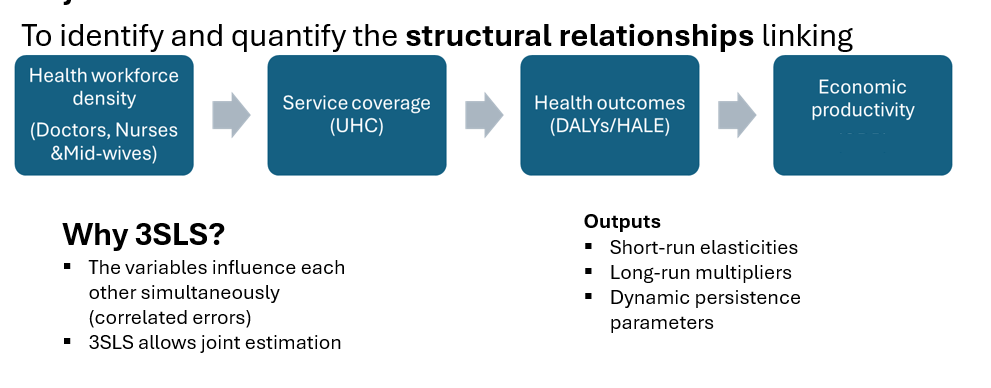 To identify and quantify the structural relationships linking
Health workforce
density
(Doctors, Nurses
&Mid-wives)
Service coverage
(UHC)
Health outcomes
(DALYs/HALE)
Economic
productivity
Why 3SLS?
▪ The variables influence each
other simultaneously
(correlated errors)
▪ 3SLS allows joint estimation
Outputs
▪ Short-run elasticities
▪ Long-run multipliers
▪ Dynamic persistence
parameters